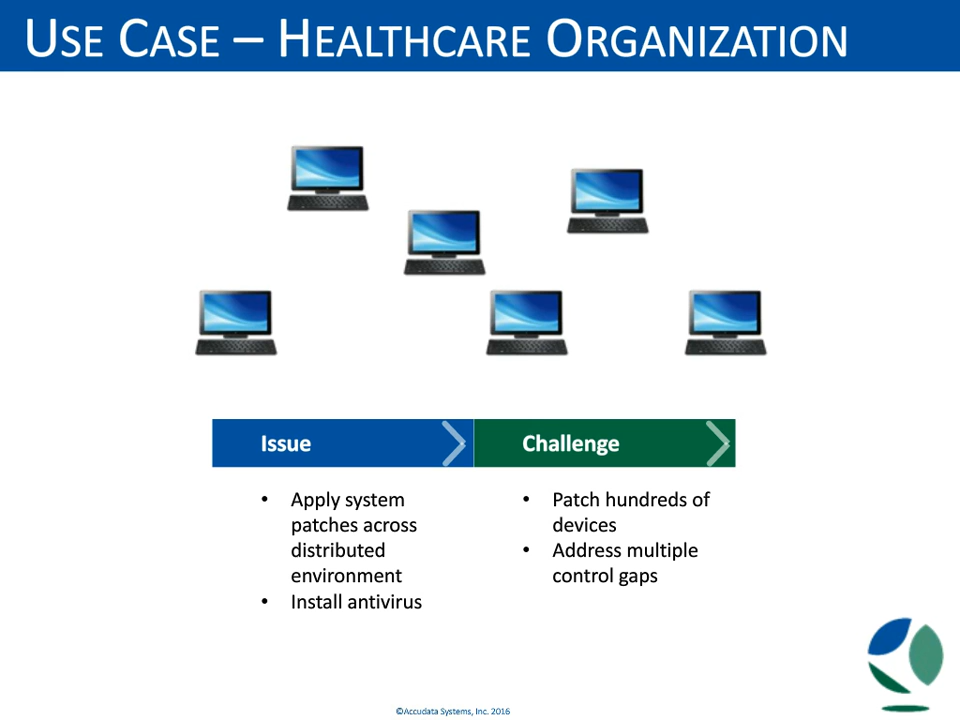 USE CASE – HEALTHCARE ORGANIZATION
Issue
Challenge
• Apply system
patches across
distributed
environment
• Install antivirus
• Patch hundreds of
devices
• Address multiple
control gaps
©Accudata Systems, Inc. 2016